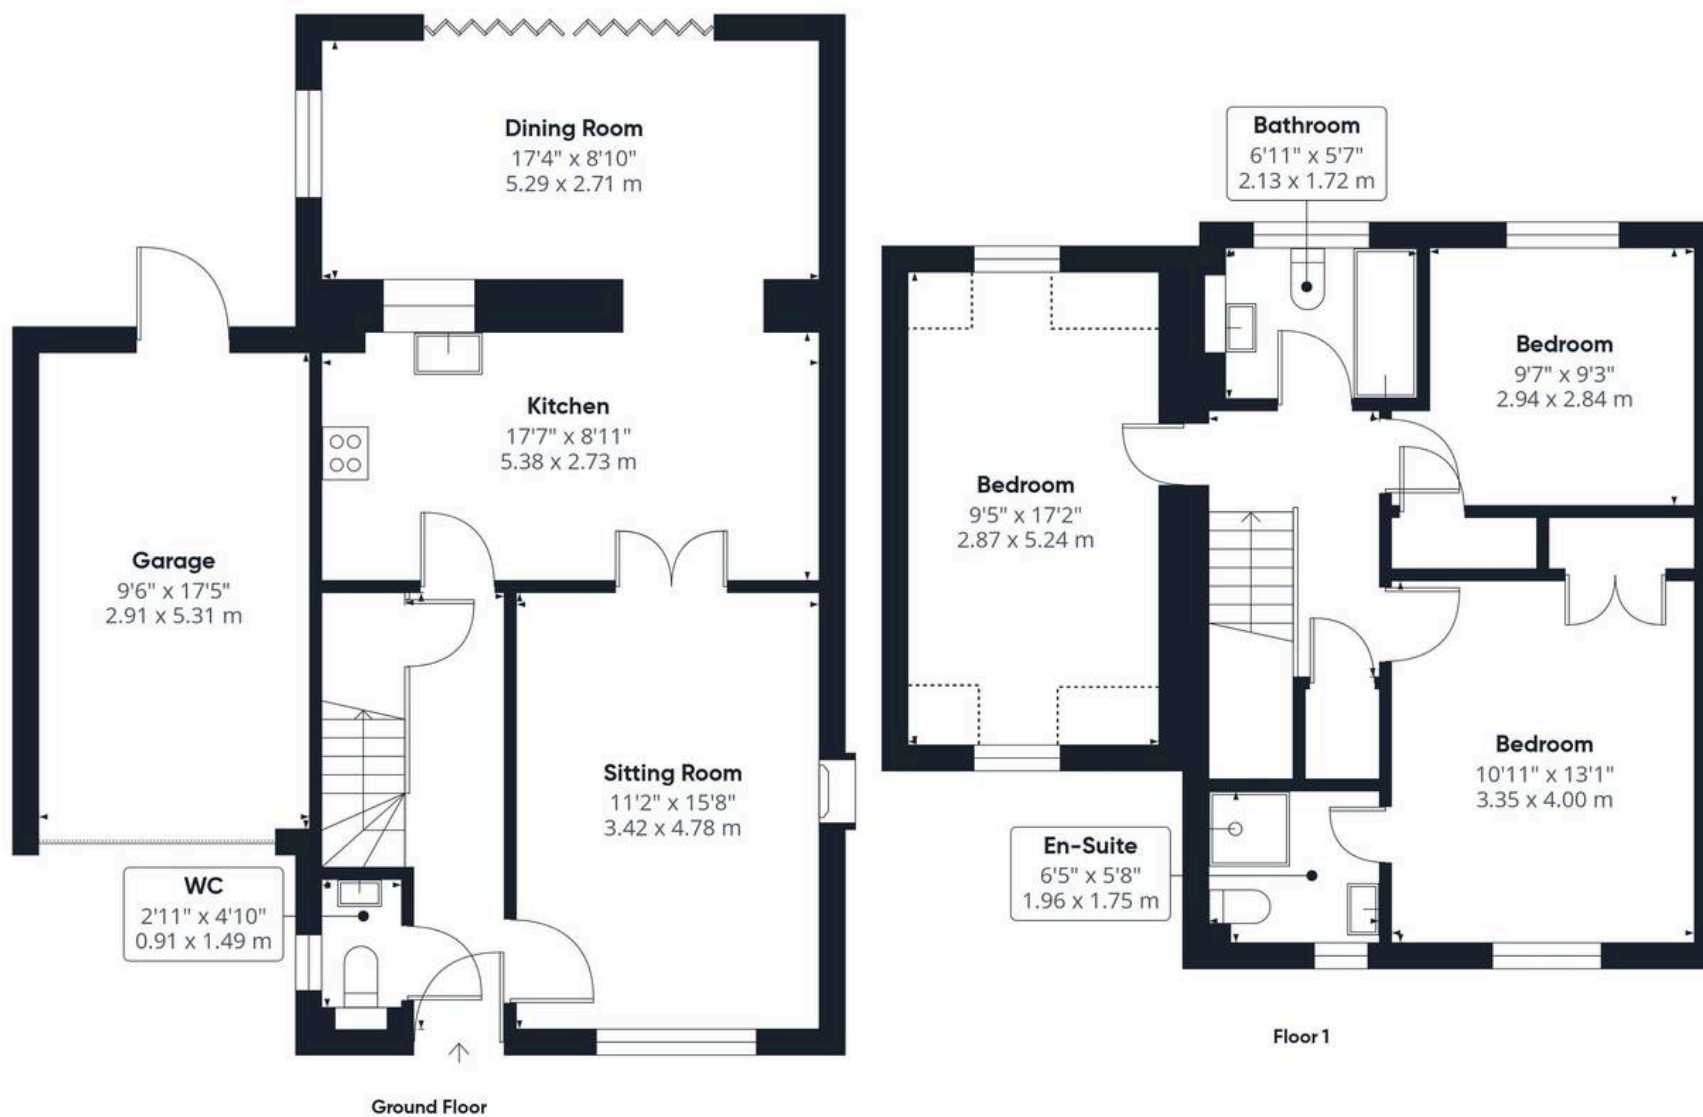 Dining Room
17'4" x 8'10"
5.29 x 2.71 m
Kitchen
17'7" x 8'11"
5.38 x 2.73 m
Garage
9'6" x 17'5"
2.91 x 5.31 m
Sitting Room
11'2" x 15'8"
3.42 x 4.78 m
WC
2'11" x 4'10"
0.91 x 1.49 m
Ground Floor
Bathroom
6'11" x 5'7"
2.13 x 1.72 m
Bedroom
9'7" x 9'3"
2.94 x 2.84 m
Bedroom
9'5" x 17'2"
2.87 x 5.24 m
Bedroom
10'11" x 13'1"
3.35 x 4.00 m
En-Suite
6'5" x 5'8"
1.96 x 1.75 m
Floor 1